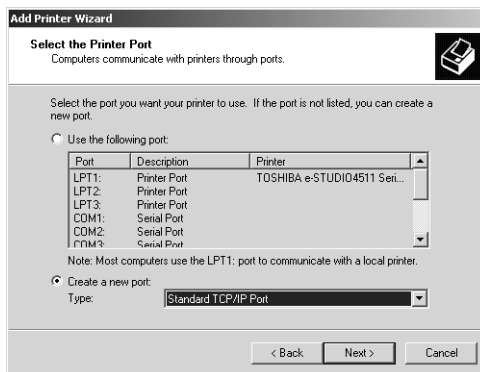 Add Printer Wizard
Select the Printer Port
Computers communicate with printers through ports.
Select the port you want your printer to use. If the port is not listed, you can create a
new port.
Use the following port:
Port Description Printer
LPT1: Printer Port TOSHIBA e-STUDIO4511 Seri...
LPT2: Printer Port
LPT3: Printer Port
COM1: Serial Port
COM2: Serial Port
COM3: Serial Port
Note: Most computers use the LPT1: port to communicate with a local printer.
Create a new port:
Type: Standard TCP/IP Port
< Back Next > Cancel